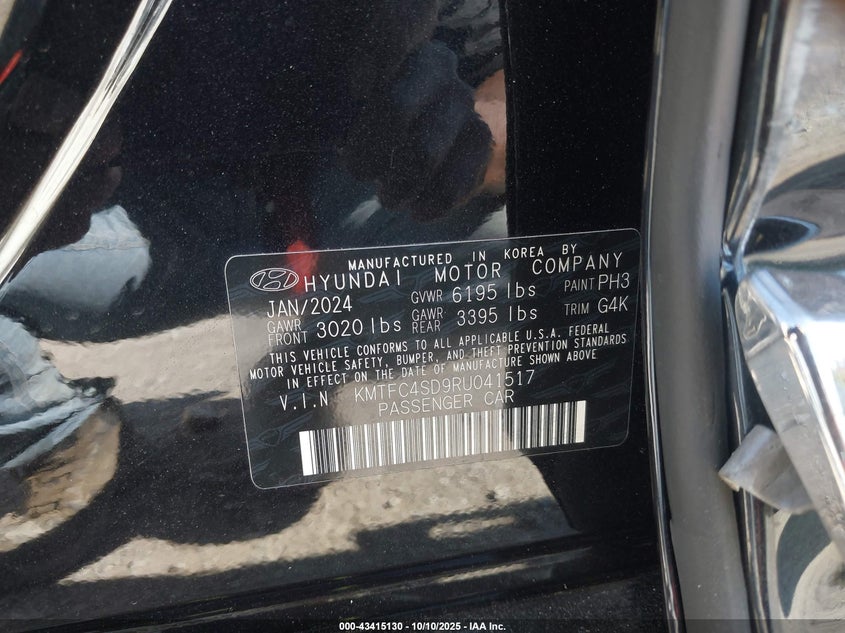 MANUFACTURED IN KOREA BY
HYUNDAI MOTOR COMPANY
JAN/2024 GVWR 6195 lbs PAINT PH3
GAWR FRONT 3020 lbs GAWR REAR 3395 lbs TRIM G4K
THIS VEHICLE CONFORMS TO ALL APPLICABLE U.S.A. FEDERAL
MOTOR VEHICLE SAFETY, BUMPER, AND THEFT PREVENTION STANDARDS
IN EFFECT ON THE DATE OF MANUFACTURE SHOWN ABOVE
V.I.N KMTFC4SD9RU041517
PASSENGER CAR
000-43415130 - 10/10/2025 - IAA Inc.